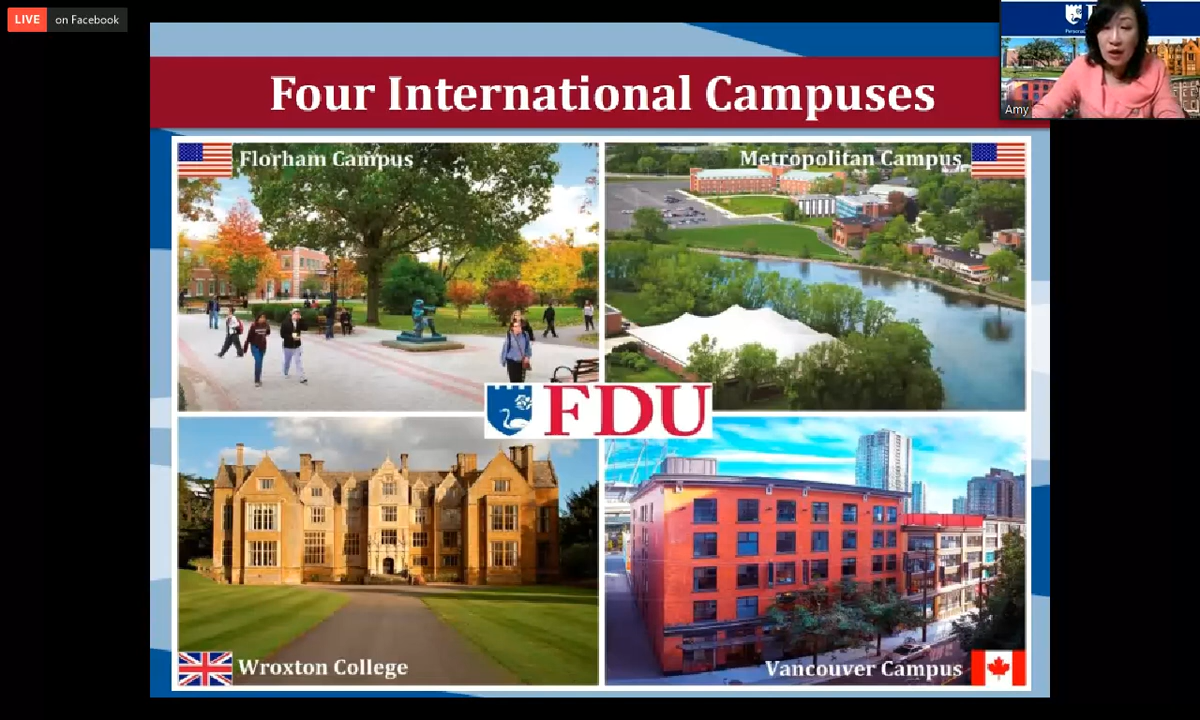 LIVE on Facebook
Four International Campuses
Amy
Florham Campus
Metropolitan Campus
FDU
Wroxton College
Vancouver Campus